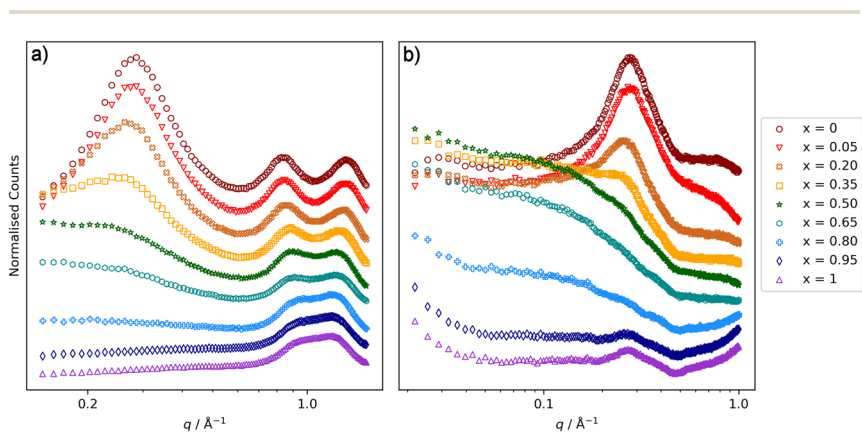 a)
b)
Normalised Counts
0.2
1.0
q / Å⁻¹
0.1
1.0
q / Å⁻¹
x = 0
x = 0.05
x = 0.20
x = 0.35
x = 0.50
x = 0.65
x = 0.80
x = 0.95
x = 1